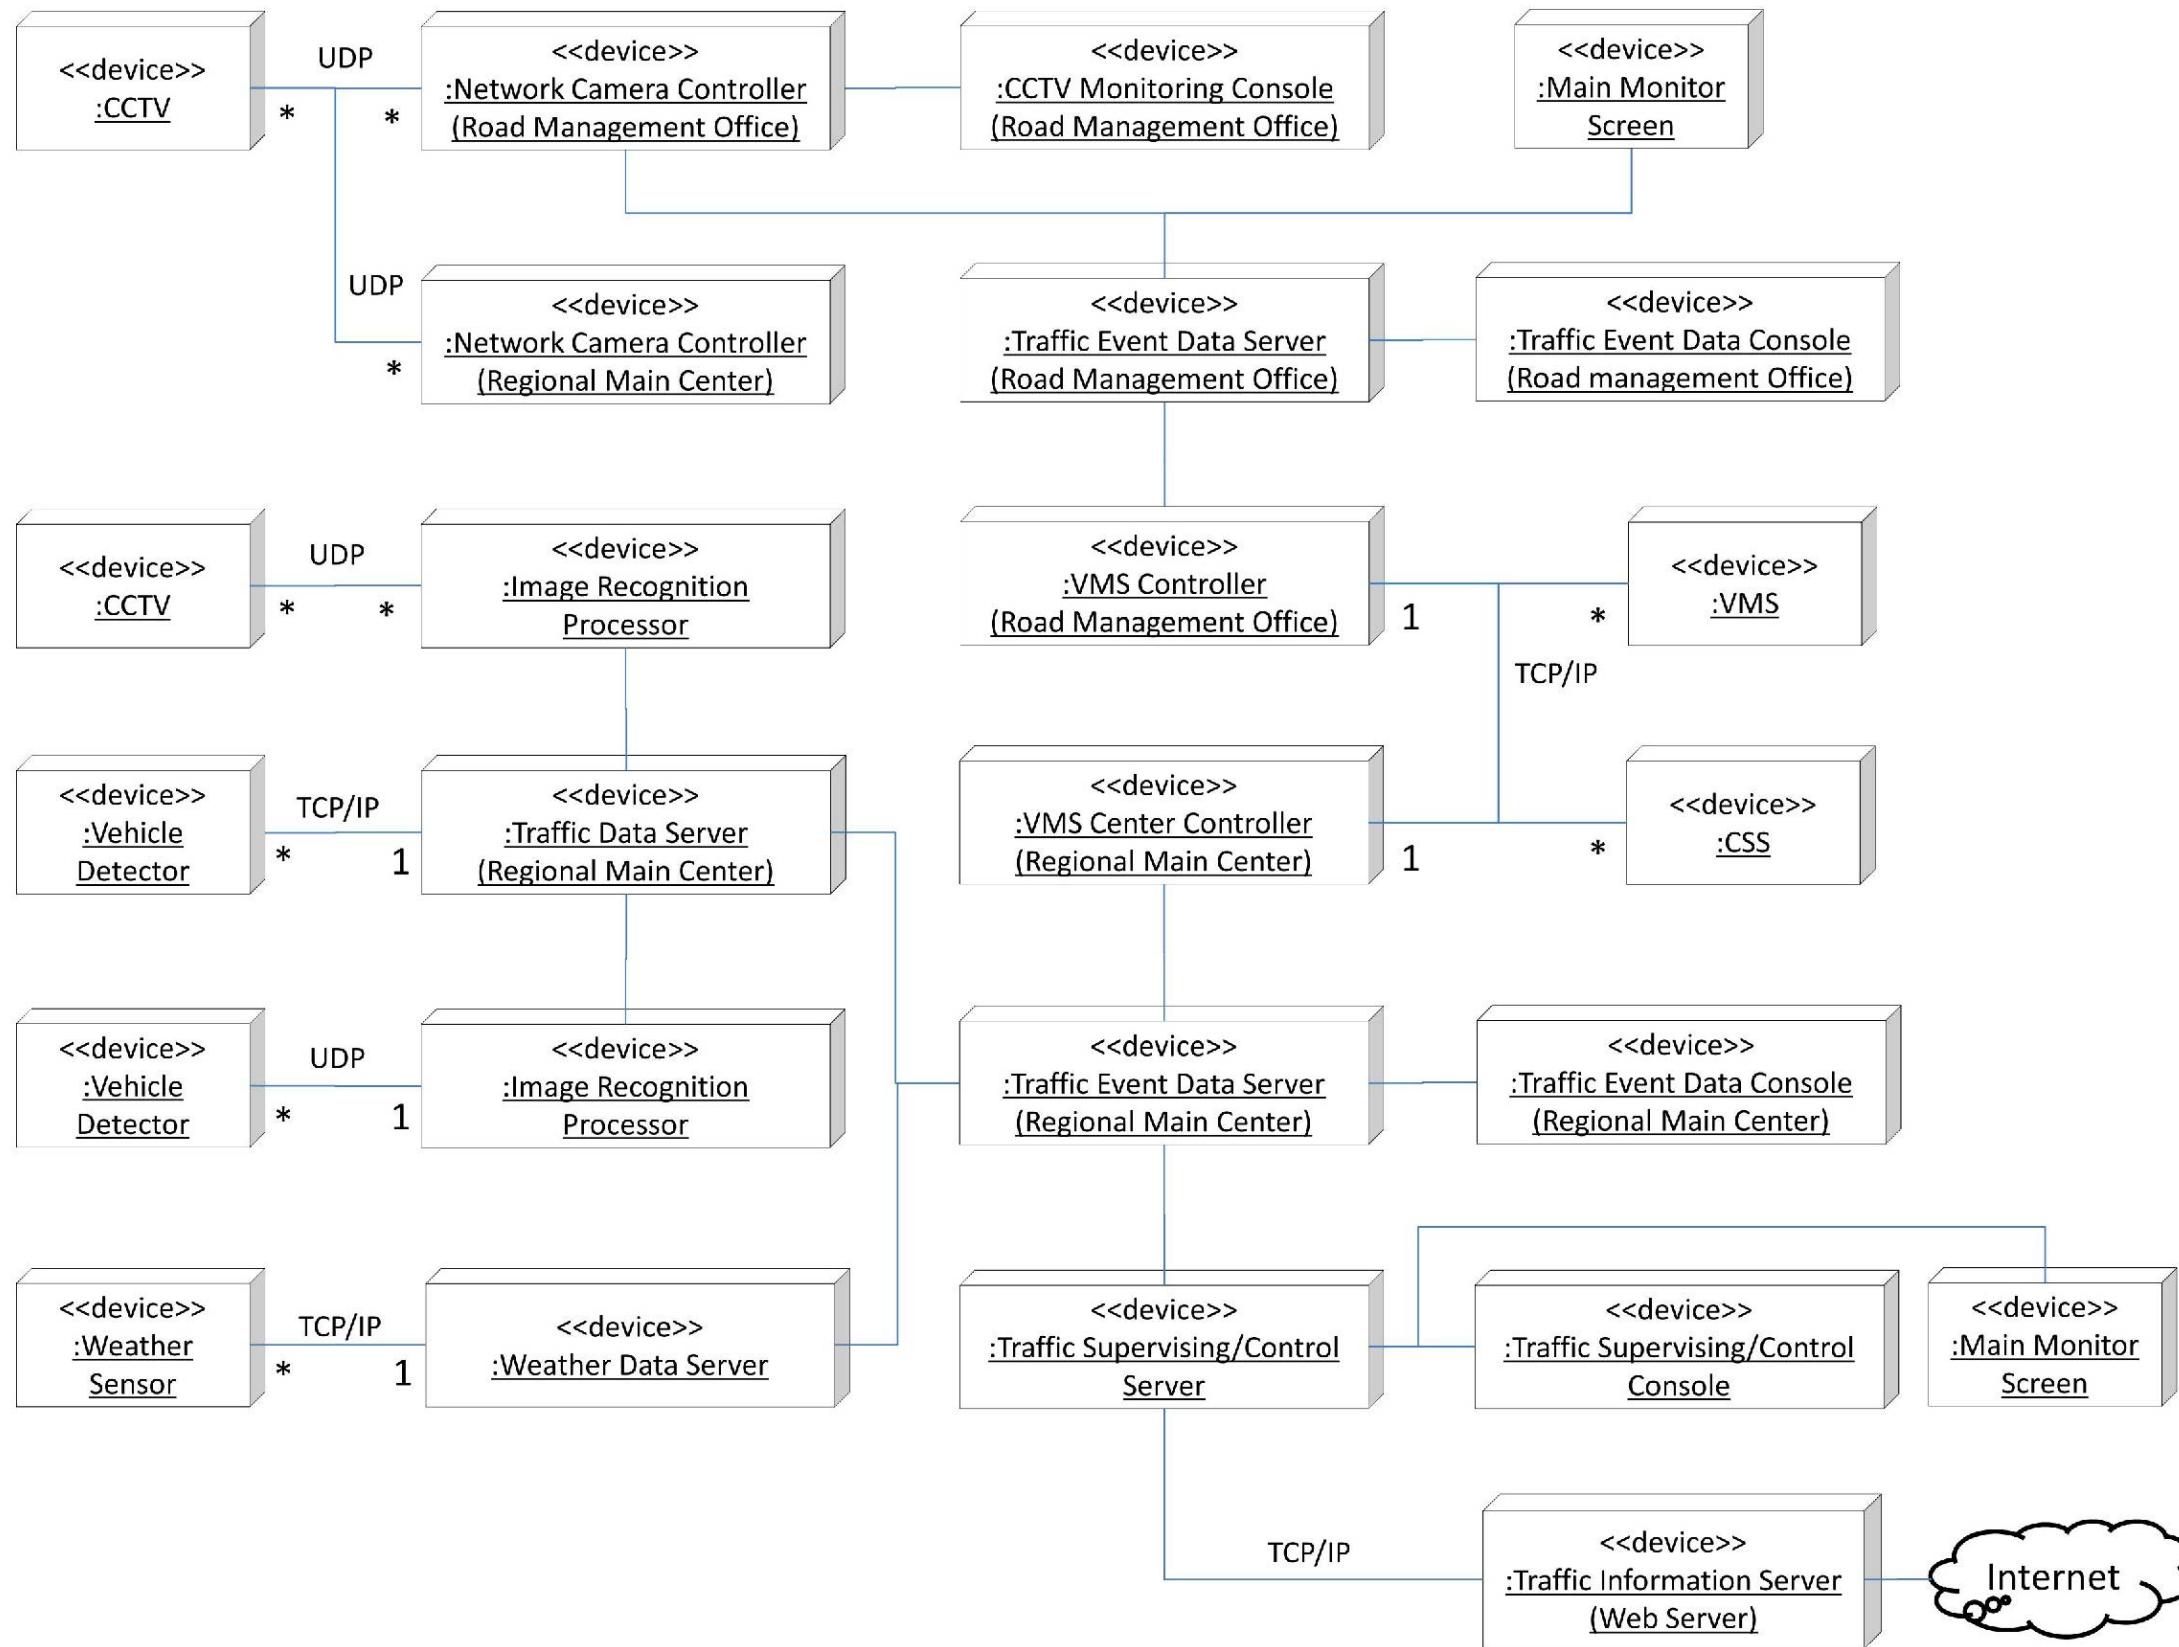 <<device>>
:CCTV
UDP
*
*
<<device>>
:Network Camera Controller
(Road Management Office)
<<device>>
:CCTV Monitoring Console
(Road Management Office)
<<device>>
:Main Monitor
Screen
UDP
*
<<device>>
:Network Camera Controller
(Regional Main Center)
<<device>>
:Traffic Event Data Server
(Road Management Office)
<<device>>
:Traffic Event Data Console
(Road management Office)
<<device>>
:CCTV
UDP
*
*
<<device>>
:Image Recognition
Processor
<<device>>
:VMS Controller
(Road Management Office)
1
*
TCP/IP
<<device>>
:VMS
<<device>>
:Vehicle
Detector
TCP/IP
*
1
<<device>>
:Traffic Data Server
(Regional Main Center)
<<device>>
:VMS Center Controller
(Regional Main Center)
1
*
<<device>>
:CSS
<<device>>
:Vehicle
Detector
UDP
*
1
<<device>>
:Image Recognition
Processor
<<device>>
:Traffic Event Data Server
(Regional Main Center)
<<device>>
:Traffic Event Data Console
(Regional Main Center)
<<device>>
:Weather
Sensor
TCP/IP
*
1
<<device>>
:Weather Data Server
<<device>>
:Traffic Supervising/Control
Server
<<device>>
:Traffic Supervising/Control
Console
<<device>>
:Main Monitor
Screen
TCP/IP
<<device>>
:Traffic Information Server
(Web Server)
Internet